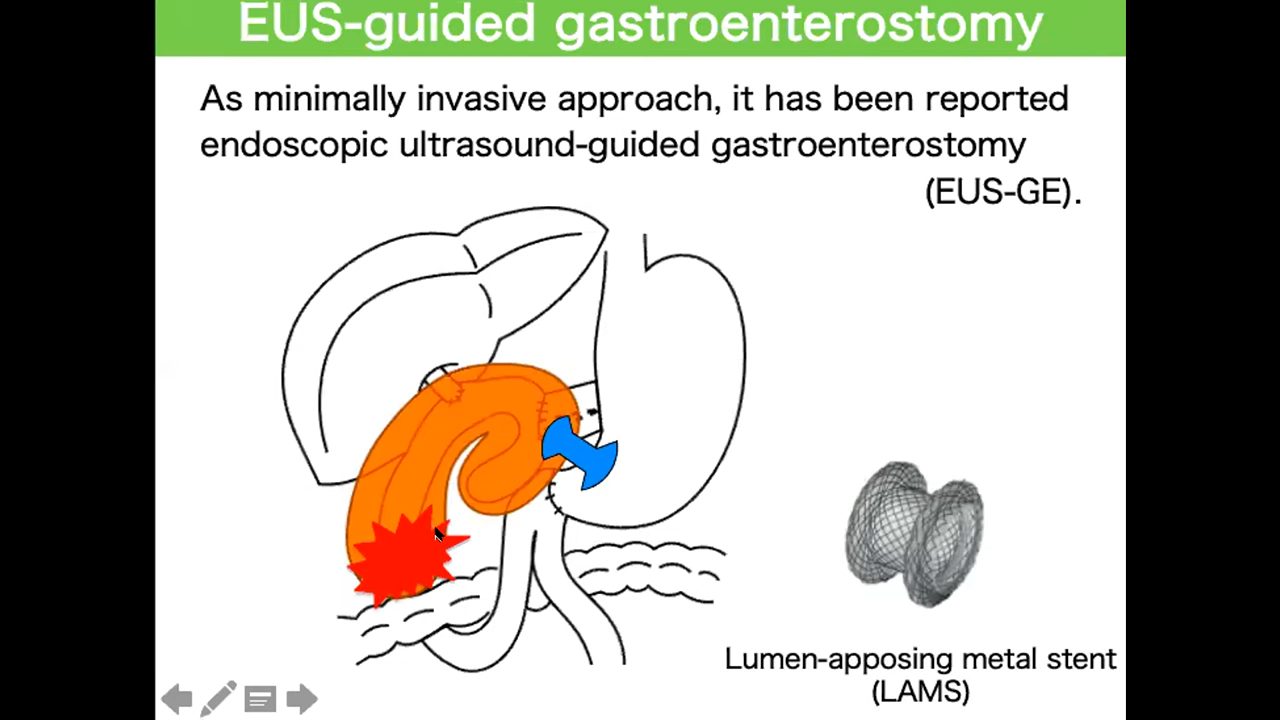 EUS-guided gastroenterostomy
As minimally invasive approach, it has been reported
endoscopic ultrasound-guided gastroenterostomy
(EUS-GE).
Lumen-apposing metal stent
(LAMS)